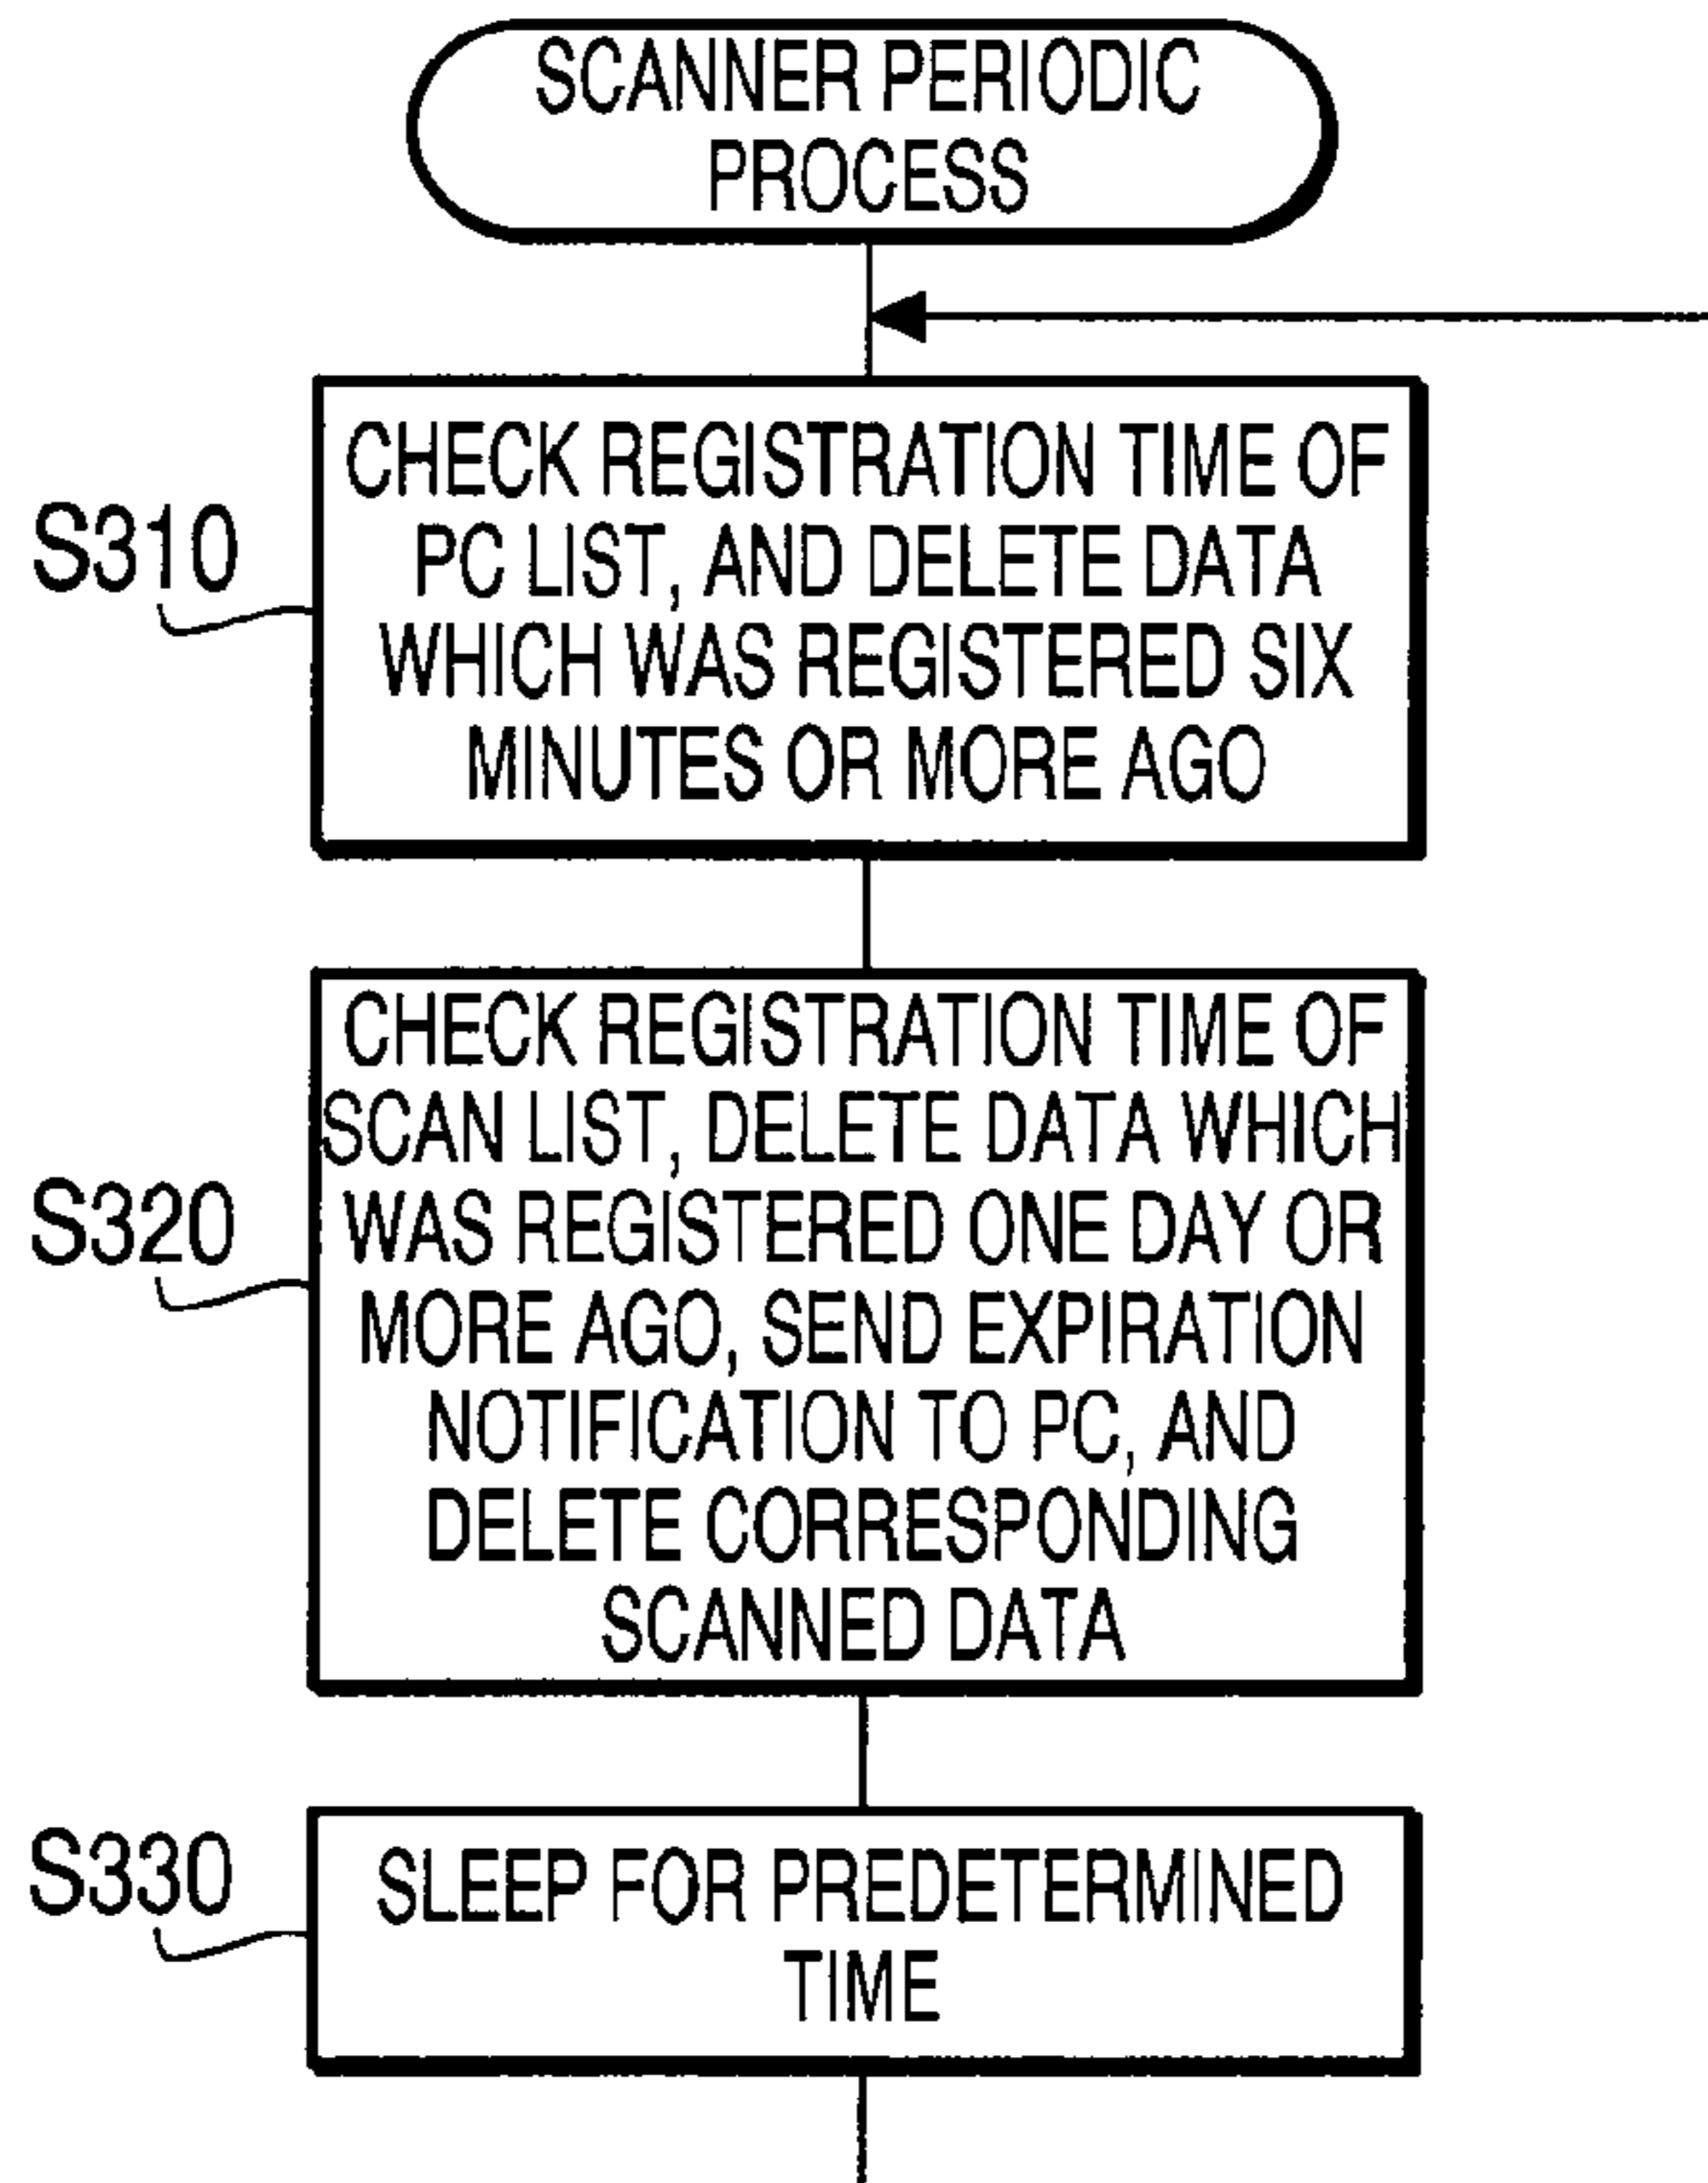 SCANNER PERIODIC
PROCESS
S310
CHECK REGISTRATION TIME OF
PC LIST, AND DELETE DATA
WHICH WAS REGISTERED SIX
MINUTES OR MORE AGO
S320
CHECK REGISTRATION TIME OF
SCAN LIST, DELETE DATA WHICH
WAS REGISTERED ONE DAY OR
MORE AGO, SEND EXPIRATION
NOTIFICATION TO PC, AND
DELETE CORRESPONDING
SCANNED DATA
S330
SLEEP FOR PREDETERMINED
TIME